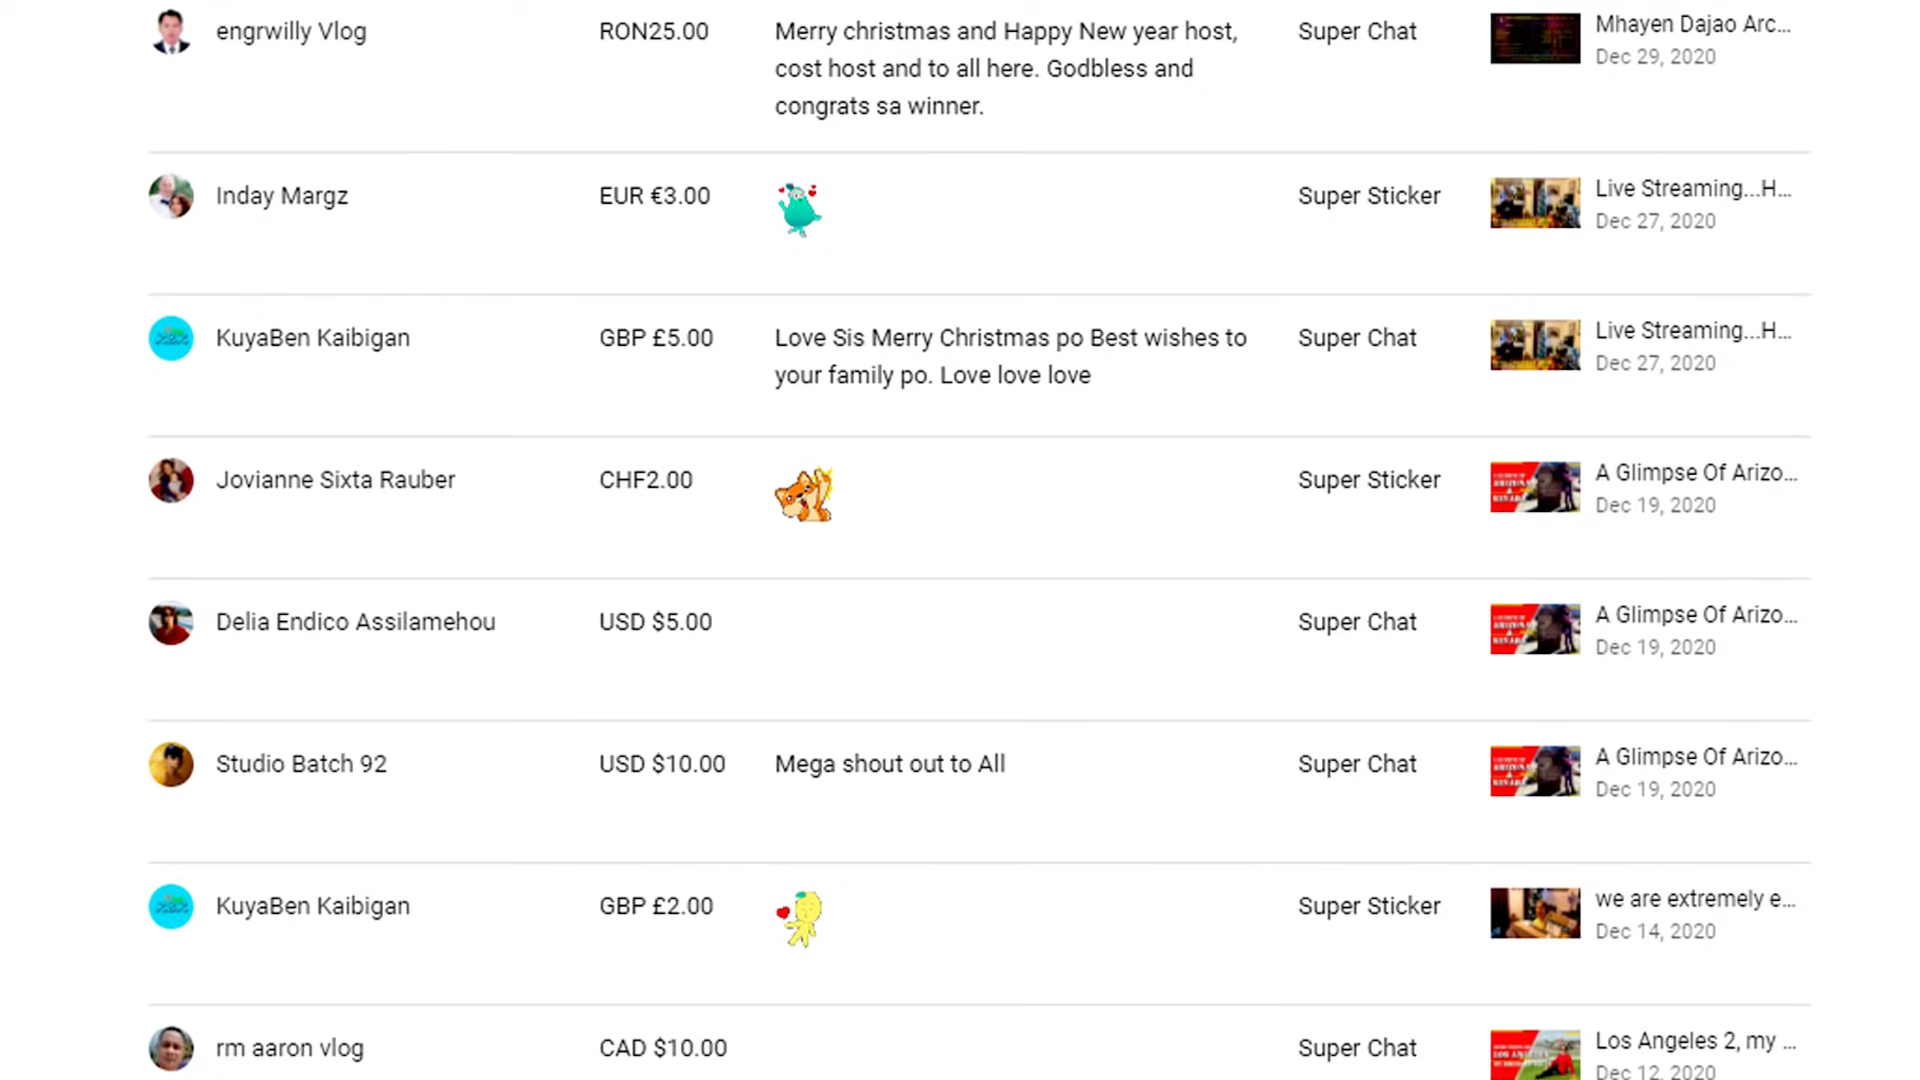 engrwilly Vlog
RON25.00
Merry christmas and Happy New year host,
cost host and to all here. Godbless and
congrats sa winner.
Super Chat
Mhayen Dajao Arc...
Dec 29, 2020
Inday Margz
EUR €3.00
Super Sticker
Live Streaming...H...
Dec 27, 2020
KuyaBen Kaibigan
GBP £5.00
Love Sis Merry Christmas po Best wishes to
your family po. Love love love
Super Chat
Live Streaming...H...
Dec 27, 2020
Jovianne Sixta Rauber
CHF2.00
Super Sticker
A Glimpse Of Arizo...
Dec 19, 2020
Delia Endico Assilamehou
USD $5.00
Super Chat
A Glimpse Of Arizo...
Dec 19, 2020
Studio Batch 92
USD $10.00
Mega shout out to All
Super Chat
A Glimpse Of Arizo...
Dec 19, 2020
KuyaBen Kaibigan
GBP £2.00
Super Sticker
we are extremely e...
Dec 14, 2020
rm aaron vlog
CAD $10.00
Super Chat
Los Angeles 2, my ...
Dec 12, 2020